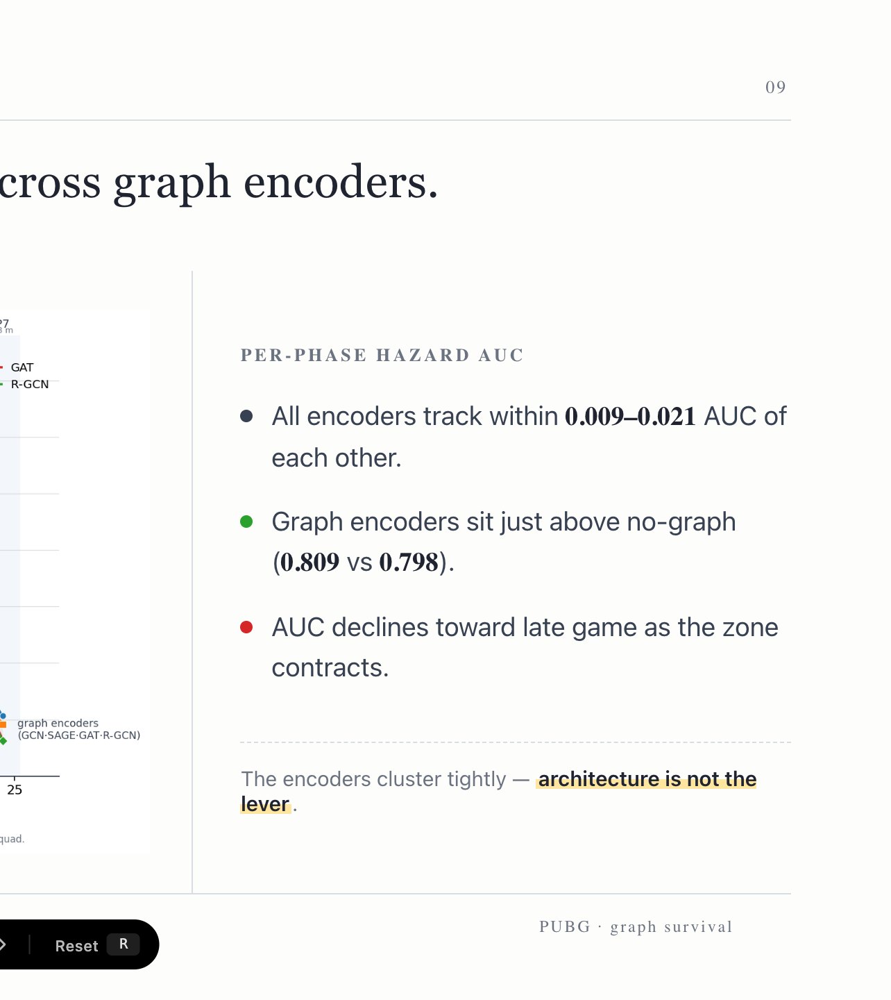 09
cross graph encoders.
P7
3 m
GAT
R-GCN
graph encoders
(GCN·SAGE·GAT·R-GCN)
25
quad.
PER-PHASE HAZARD AUC
All encoders track within 0.009–0.021 AUC of
each other.
Graph encoders sit just above no-graph
(0.809 vs 0.798).
AUC declines toward late game as the zone
contracts.
The encoders cluster tightly — architecture is not the
lever.
PUBG · graph survival
Reset R